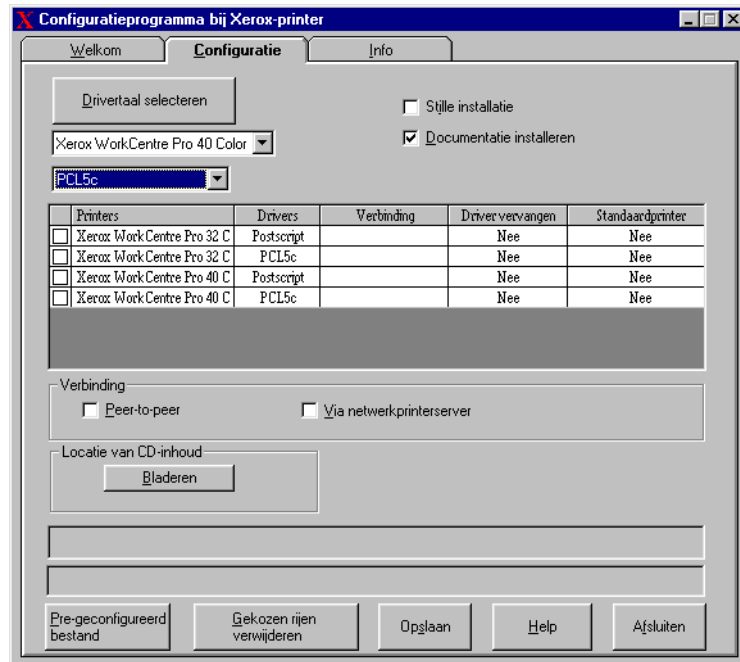 Configuratieprogramma bij Xerox-printer
Welkom Configuratie Info
Drivertaal selecteren
Stille installatie
Xerox WorkCentre Pro 40 Color
Documentatie installeren
PCL5c
Printers Drivers Verbinding Driver vervangen Standaardprinter
Xerox WorkCentre Pro 32 C Postscript Nee Nee
Xerox WorkCentre Pro 32 C PCL5c Nee Nee
Xerox WorkCentre Pro 40 C Postscript Nee Nee
Xerox WorkCentre Pro 40 C PCL5c Nee Nee
Verbinding
Peer-to-peer Via netwerkprinterserver
Locatie van CD-inhoud
Bladeren
Pre-geconfigureerd bestand
Gekozen rijen verwijderen
Opslaan
Help
Afsluiten